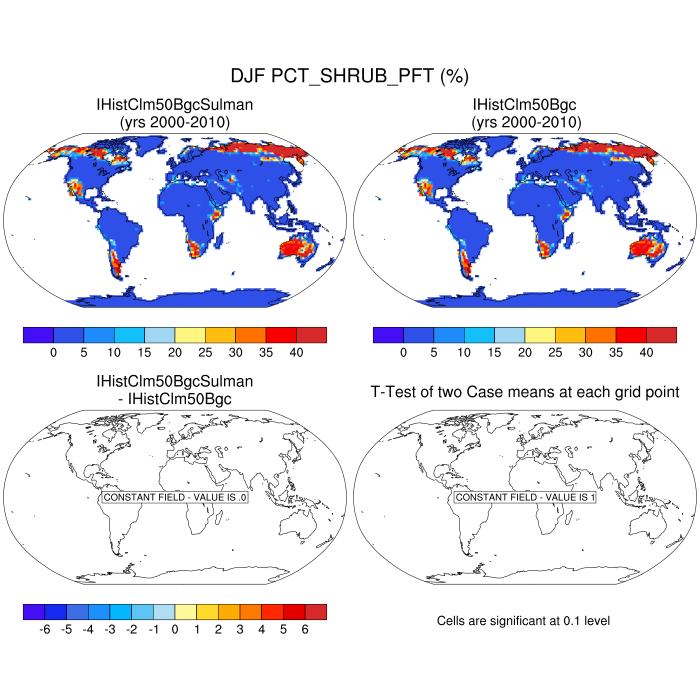 DJF PCT_SHRUB_PFT (%)
IHistClm50BgcSulman
(yrs 2000-2010)
IHistClm50Bgc
(yrs 2000-2010)
0 5 10 15 20 25 30 35 40
0 5 10 15 20 25 30 35 40
IHistClm50BgcSulman
- IHistClm50Bgc
T-Test of two Case means at each grid point
CONSTANT FIELD - VALUE IS .0
CONSTANT FIELD - VALUE IS 1
-6 -5 -4 -3 -2 -1 0 1 2 3 4 5 6
Cells are significant at 0.1 level